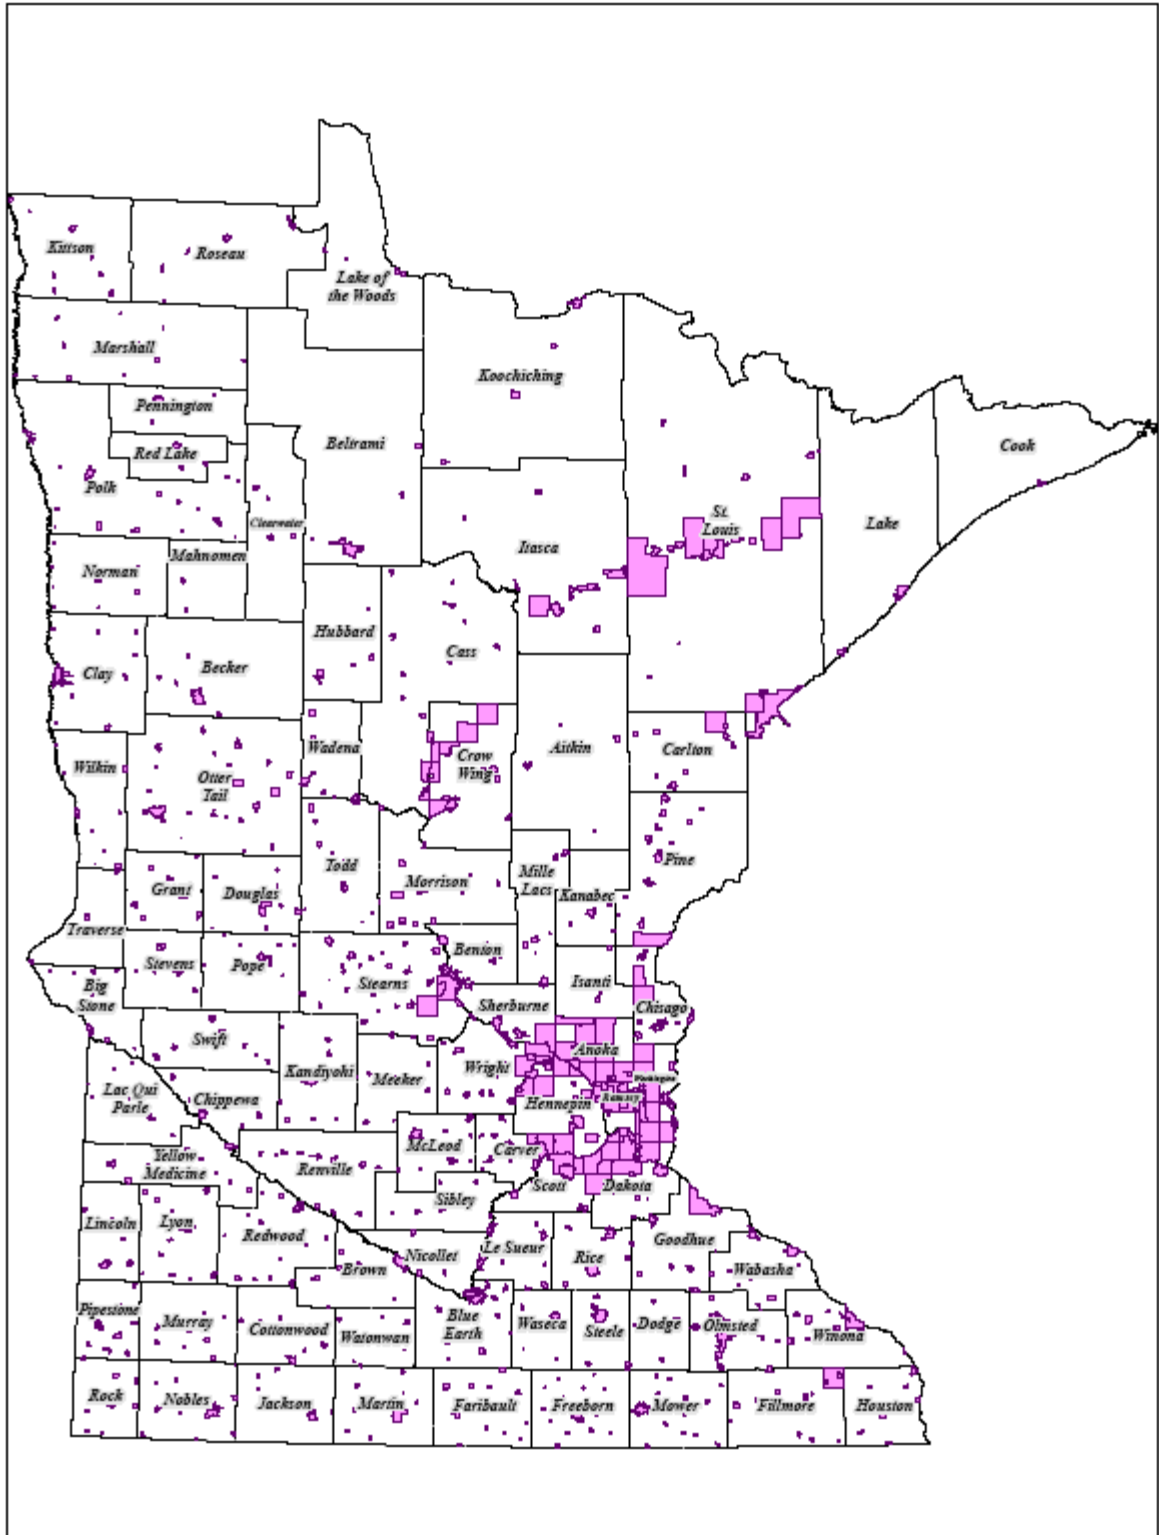 Kittson
Roseau
Lake of
the Woods
Marshall
Koochiching
Pennington
Beltrami
Cook
Red Lake
Polk
Clearwater
St.
Louis
Lake
Itasca
Mahnomen
Norman
Hubbard
Cass
Clay
Becker
Wadena
Crow
Wing
Aitkin
Carlton
Wilkin
Otter
Tail
Pine
Todd
Mille
Lacs
Morrison
Grant
Douglas
Kanabec
Traverse
Benton
Stevens
Pope
Stearns
Isanti
Big
Stone
Sherburne
Chisago
Swift
Anoka
Wright
Kandiyohi
Meeker
Washington
Lac Qui
Parle
Chippewa
Hennepin
Ramsey
McLeod
Carver
Yellow
Medicine
Renville
Scott
Dakota
Sibley
Lincoln
Lyon
Redwood
Nicollet
Le Sueur
Rice
Goodhue
Brown
Wabasha
Pipestone
Murray
Cottonwood
Watonwan
Blue
Earth
Waseca
Steele
Dodge
Olmsted
Winona
Rock
Nobles
Jackson
Martin
Faribault
Freeborn
Mower
Fillmore
Houston